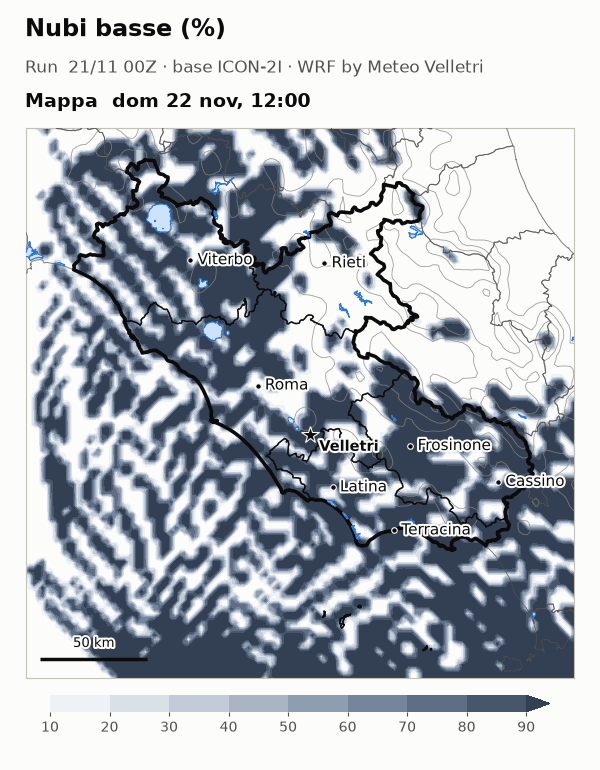 Nubi basse (%)
Run  21/11 00Z · base ICON-2I · WRF by Meteo Velletri
Mappa  dom 22 nov, 12:00
Viterbo
Rieti
Roma
Velletri
Frosinone
Cassino
Latina
Terracina
50 km
10 20 30 40 50 60 70 80 90